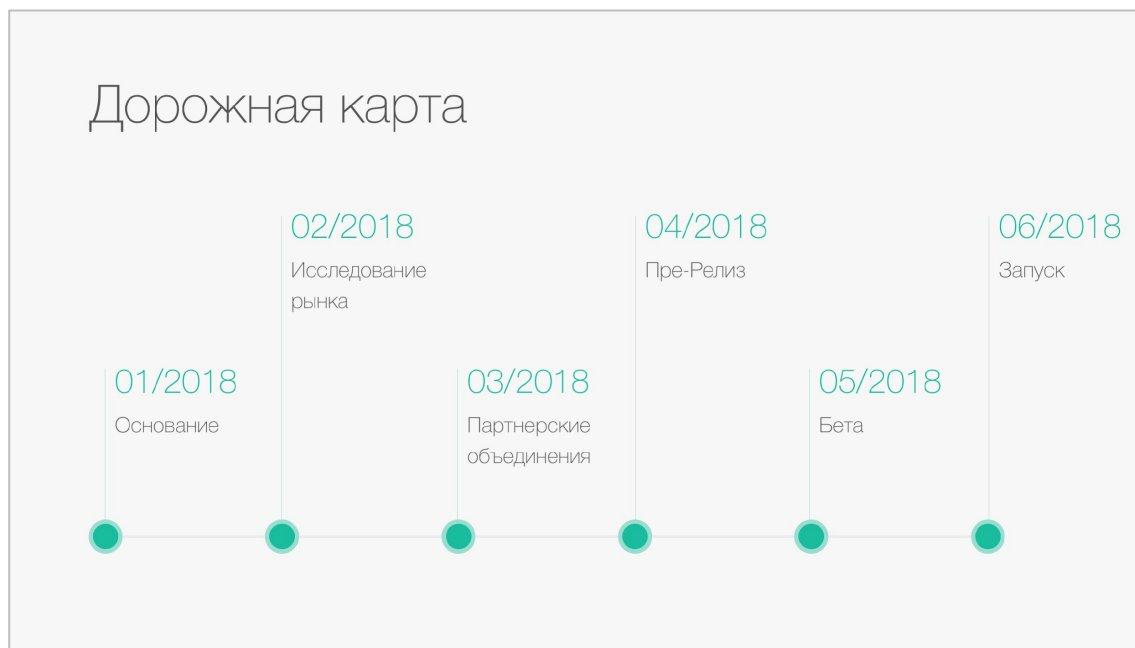 Дорожная карта
01/2018
Основание
02/2018
Исследование
рынка
03/2018
Партнерские
объединения
04/2018
Пре-Релиз
05/2018
Бета
06/2018
Запуск